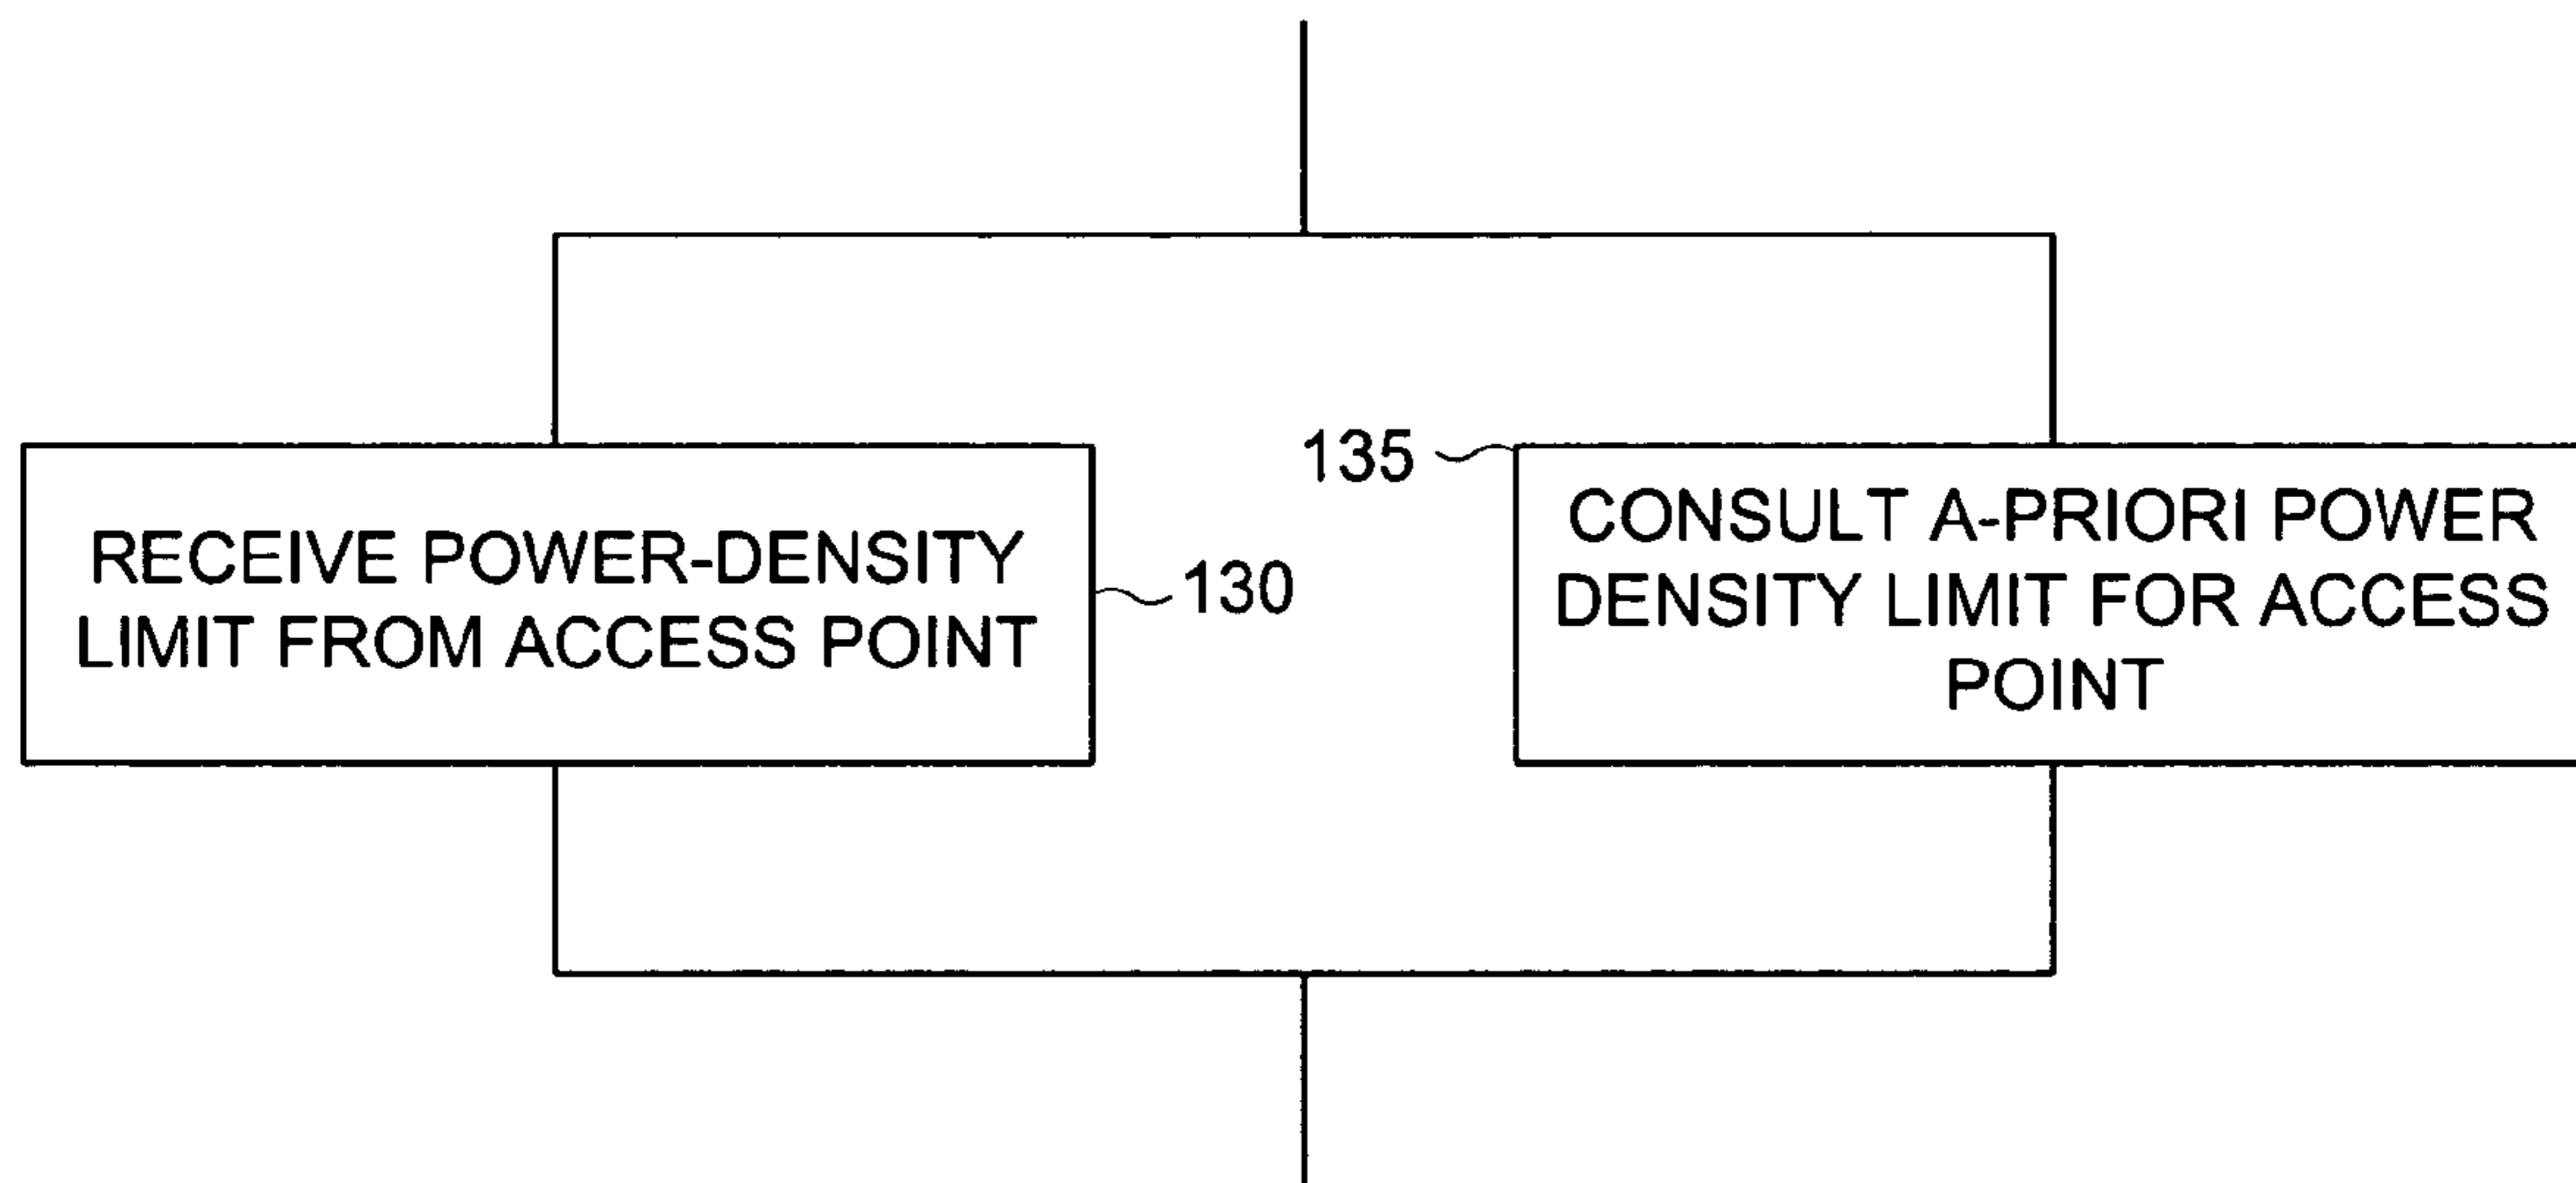 RECEIVE POWER-DENSITY
LIMIT FROM ACCESS POINT
130
135
CONSULT A-PRIORI POWER
DENSITY LIMIT FOR ACCESS
POINT